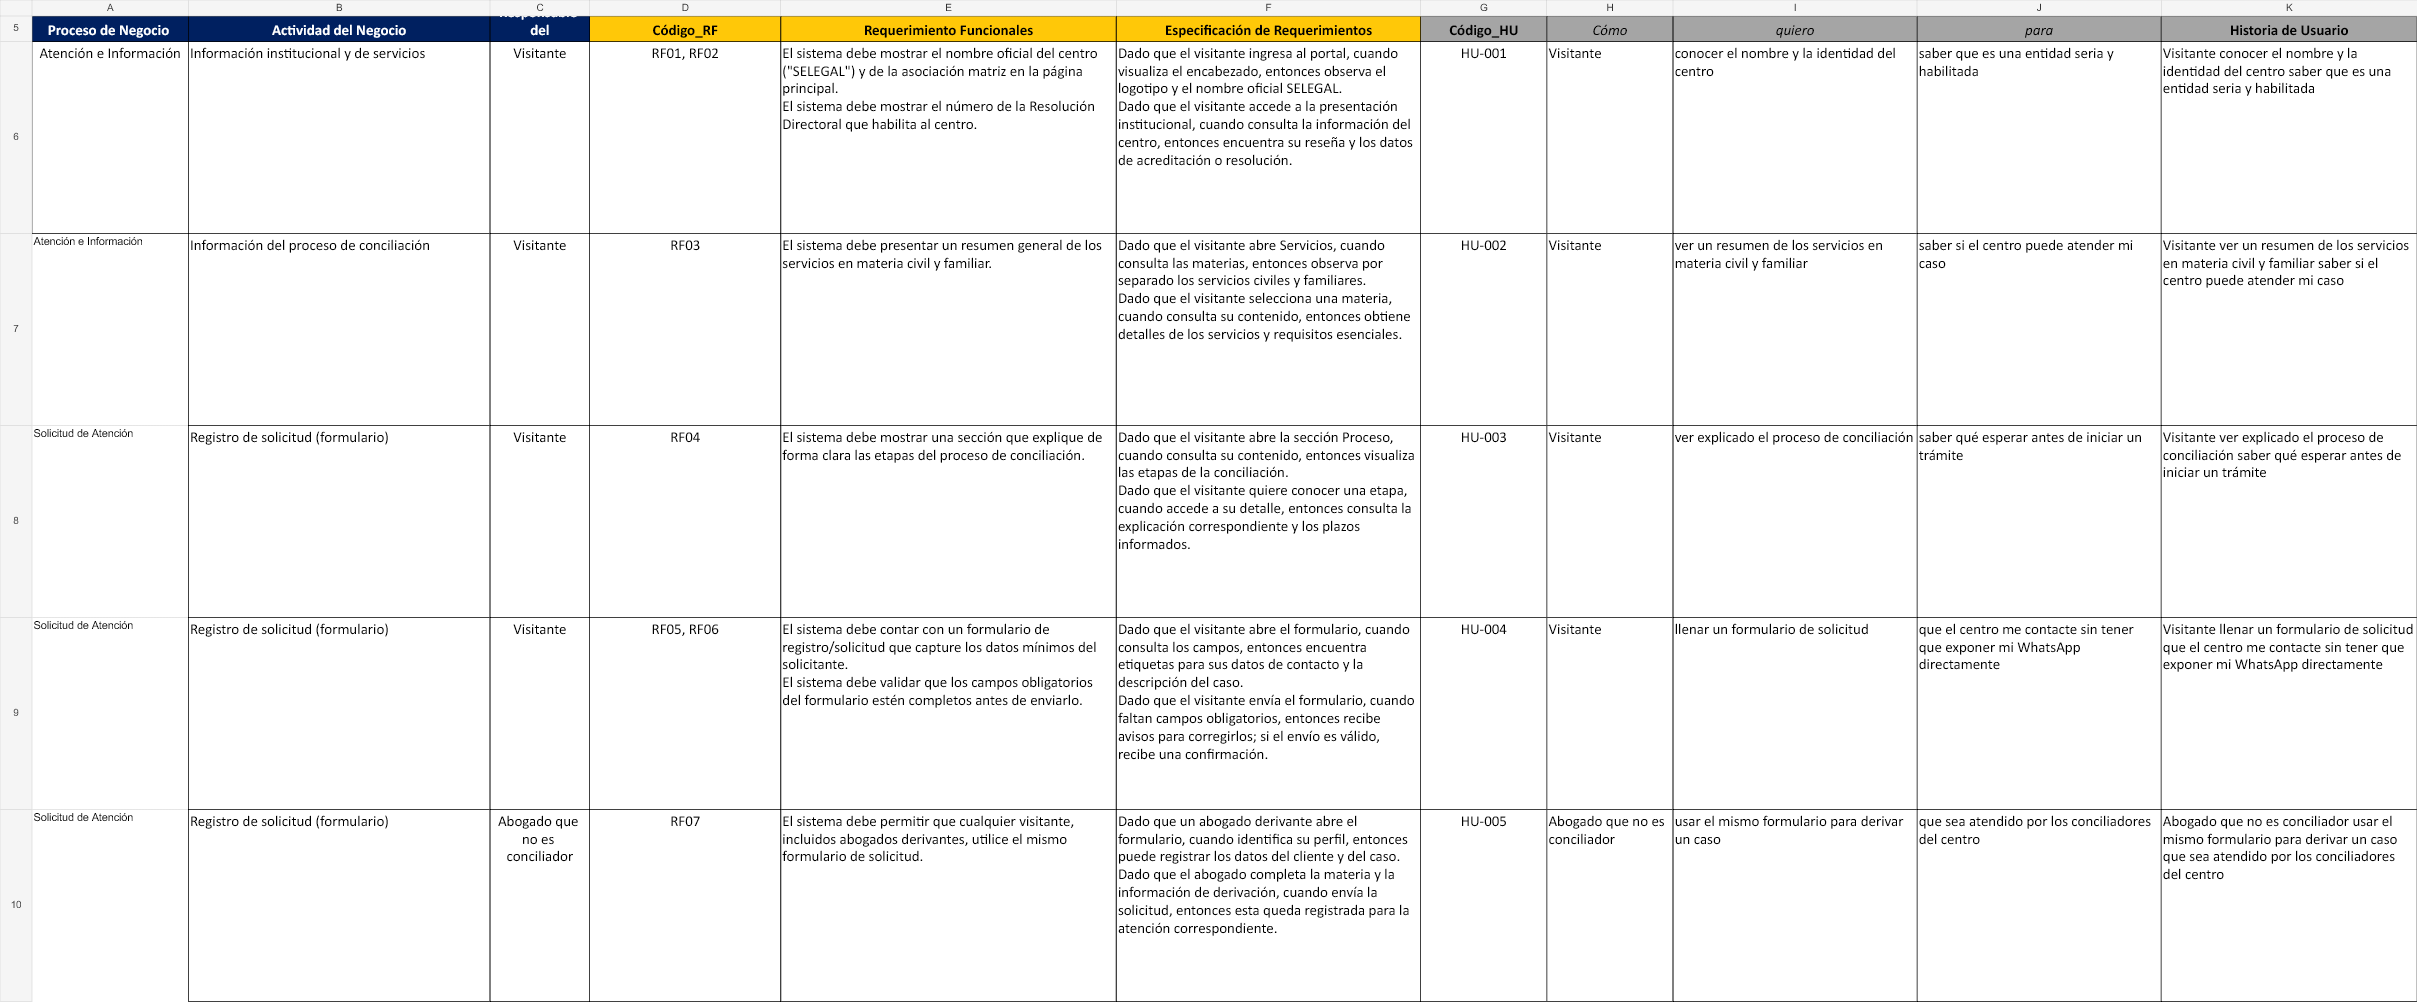 A B C D E F G H I J K
5 Proceso de Negocio Actividad del Negocio Responsable del Código_RF Requerimiento Funcionales Especificación de Requerimientos Código_HU Cómo quiero para Historia de Usuario
6
Atención e Información
Información institucional y de servicios
Visitante
RF01, RF02
El sistema debe mostrar el nombre oficial del centro
("SELEGAL") y de la asociación matriz en la página
principal.
El sistema debe mostrar el número de la Resolución
Directoral que habilita al centro.
Dado que el visitante ingresa al portal, cuando
visualiza el encabezado, entonces observa el
logotipo y el nombre oficial SELEGAL.
Dado que el visitante accede a la presentación
institucional, cuando consulta la información del
centro, entonces encuentra su reseña y los datos
de acreditación o resolución.
HU-001
Visitante
conocer el nombre y la identidad del
centro
saber que es una entidad seria y
habilitada
Visitante conocer el nombre y la
identidad del centro saber que es una
entidad seria y habilitada
7
Atención e Información
Información del proceso de conciliación
Visitante
RF03
El sistema debe presentar un resumen general de los
servicios en materia civil y familiar.
Dado que el visitante abre Servicios, cuando
consulta las materias, entonces observa por
separado los servicios civiles y familiares.
Dado que el visitante selecciona una materia,
cuando consulta su contenido, entonces obtiene
detalles de los servicios y requisitos esenciales.
HU-002
Visitante
ver un resumen de los servicios en
materia civil y familiar
saber si el centro puede atender mi
caso
Visitante ver un resumen de los servicios
en materia civil y familiar saber si el
centro puede atender mi caso
8
Solicitud de Atención
Registro de solicitud (formulario)
Visitante
RF04
El sistema debe mostrar una sección que explique de
forma clara las etapas del proceso de conciliación.
Dado que el visitante abre la sección Proceso,
cuando consulta su contenido, entonces visualiza
las etapas de la conciliación.
Dado que el visitante quiere conocer una etapa,
cuando accede a su detalle, entonces consulta la
explicación correspondiente y los plazos
informados.
HU-003
Visitante
ver explicado el proceso de conciliación
saber qué esperar antes de iniciar un
trámite
Visitante ver explicado el proceso de
conciliación saber qué esperar antes de
iniciar un trámite
9
Solicitud de Atención
Registro de solicitud (formulario)
Visitante
RF05, RF06
El sistema debe contar con un formulario de
registro/solicitud que capture los datos mínimos del
solicitante.
El sistema debe validar que los campos obligatorios
del formulario estén completos antes de enviarlo.
Dado que el visitante abre el formulario, cuando
consulta los campos, entonces encuentra
etiquetas para sus datos de contacto y la
descripción del caso.
Dado que el visitante envía el formulario, cuando
faltan campos obligatorios, entonces recibe
avisos para corregirlos; si el envío es válido,
recibe una confirmación.
HU-004
Visitante
llenar un formulario de solicitud
que el centro me contacte sin tener
que exponer mi WhatsApp
directamente
Visitante llenar un formulario de solicitud
que el centro me contacte sin tener que
exponer mi WhatsApp directamente
10
Solicitud de Atención
Registro de solicitud (formulario)
Abogado que
no es
conciliador
RF07
El sistema debe permitir que cualquier visitante,
incluidos abogados derivantes, utilice el mismo
formulario de solicitud.
Dado que un abogado derivante abre el
formulario, cuando identifica su perfil, entonces
puede registrar los datos del cliente y del caso.
Dado que el abogado completa la materia y la
información de derivación, cuando envía la
solicitud, entonces esta queda registrada para la
atención correspondiente.
HU-005
Abogado que no es
conciliador
usar el mismo formulario para derivar
un caso
que sea atendido por los conciliadores
del centro
Abogado que no es conciliador usar el
mismo formulario para derivar un caso
que sea atendido por los conciliadores
del centro